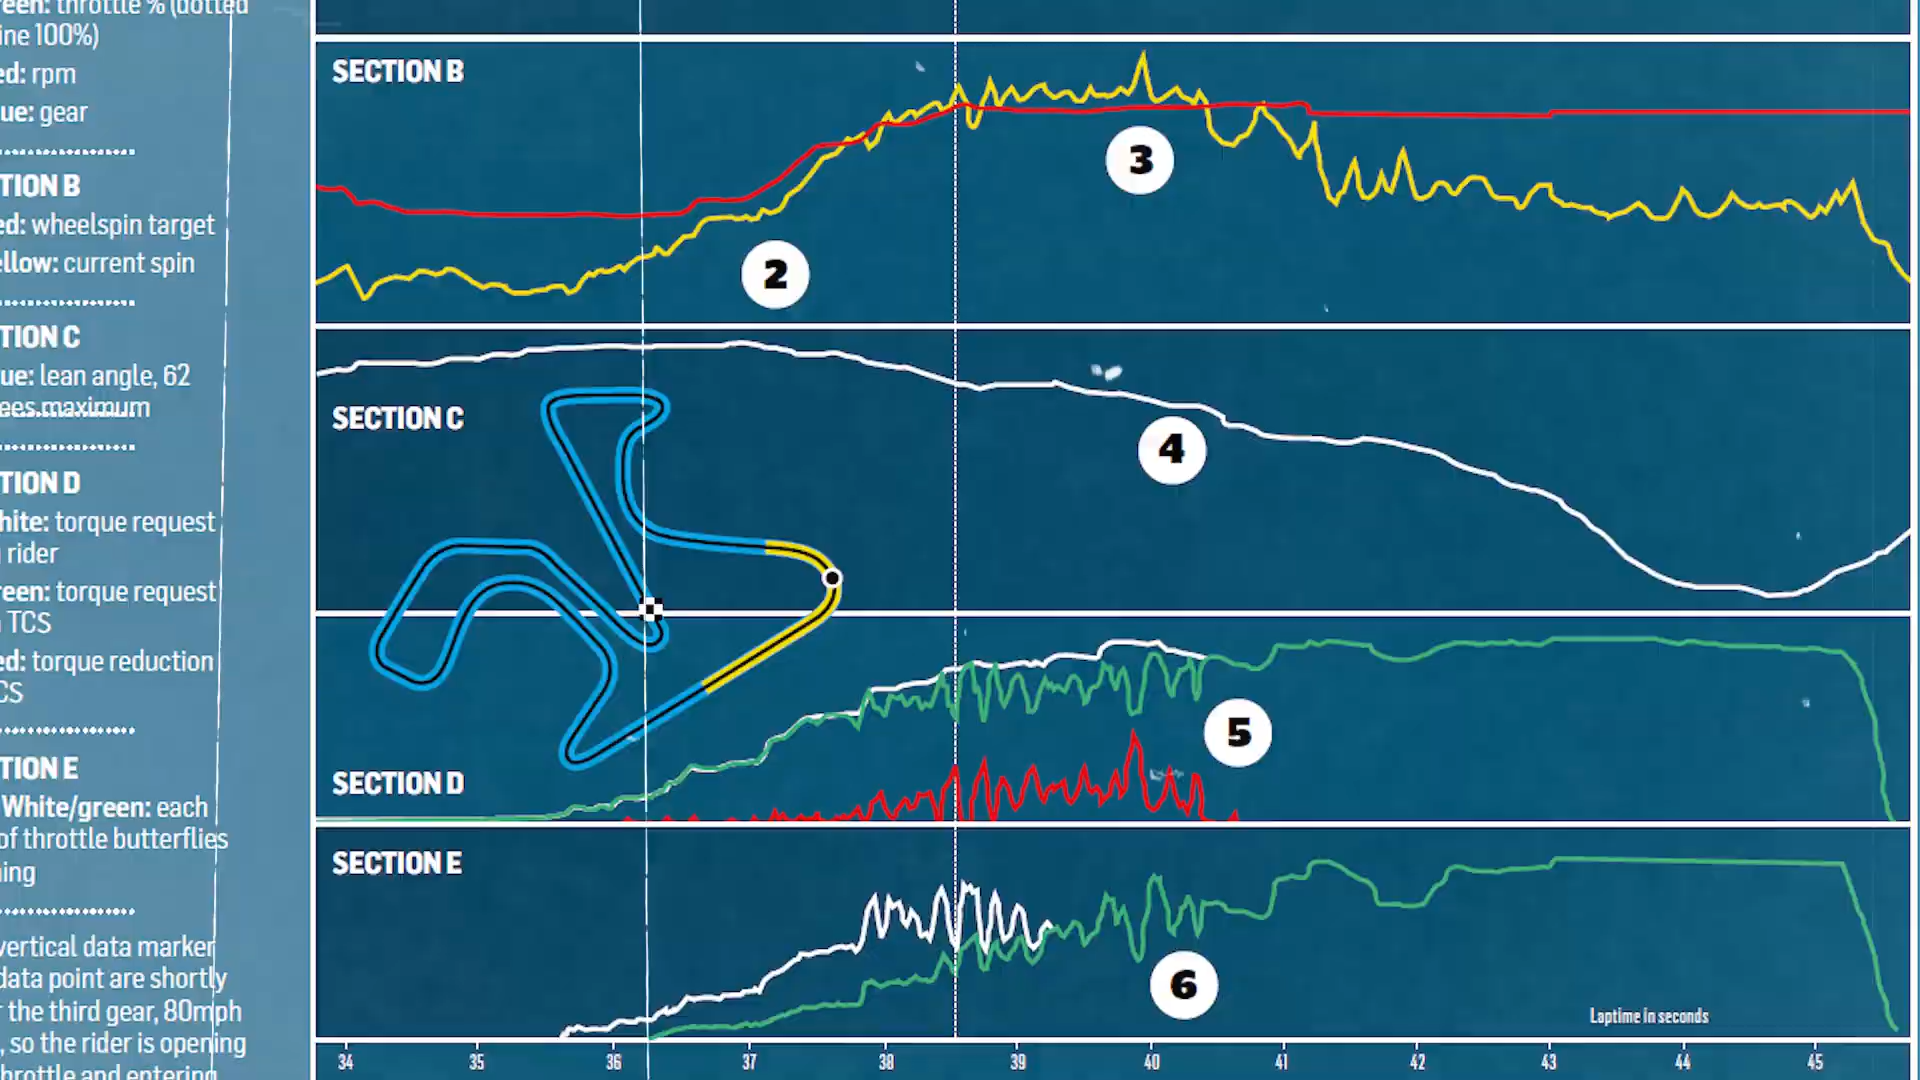 reen: throttle % (dotted
ine 100%)
ed: rpm
ue: gear
TION B
ed: wheelspin target
ellow: current spin
TION C
ue: lean angle, 62
ees maximum
TION D
hite: torque request
rider
reen: torque request
TCS
ed: torque reduction
CS
TION E
White/green: each
of throttle butterflies
ning
vertical data marker
data point are shortly
r the third gear, 80mph
, so the rider is opening
hrottle and entering
SECTION B
2
3
SECTION C
4
SECTION D
5
SECTION E
6
Laptime in seconds
34 35 36 37 38 39 40 41 42 43 44 45